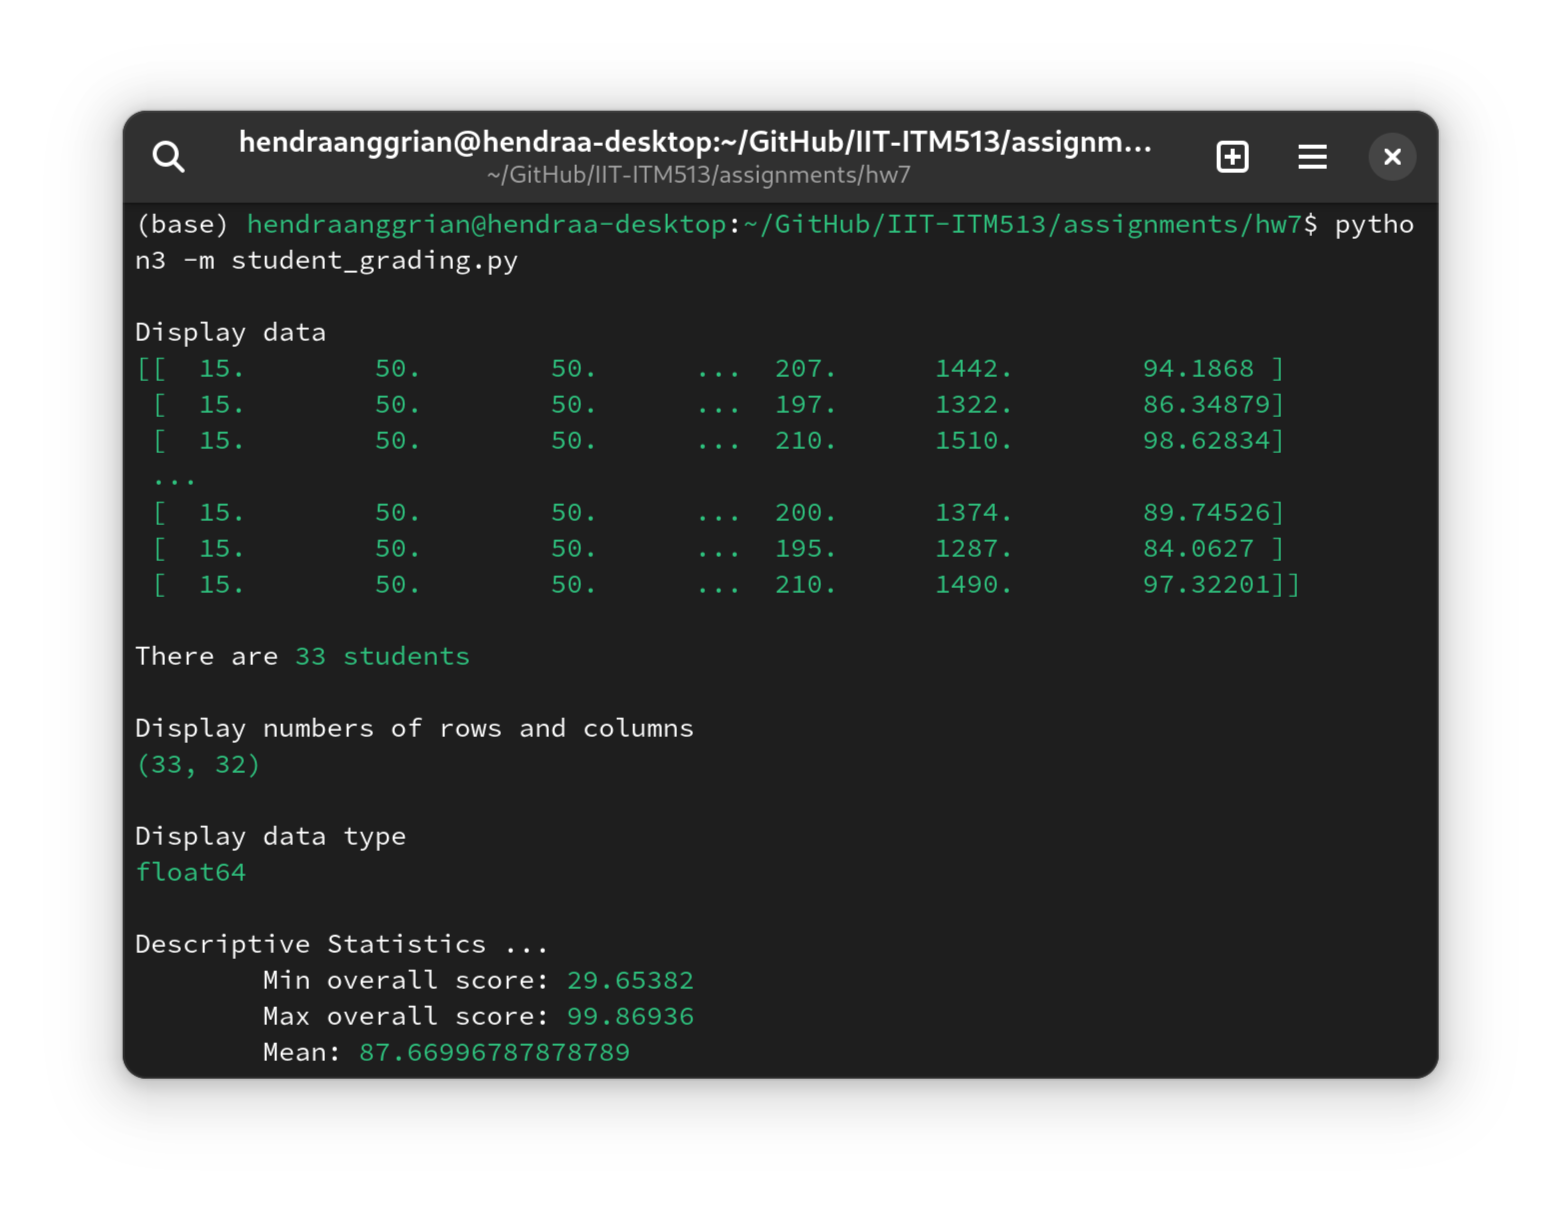 hendraanggrian@hendraa-desktop:~/GitHub/IIT-ITM513/assignm...
~/GitHub/IIT-ITM513/assignments/hw7
(base) hendraanggrian@hendraa-desktop:~/GitHub/IIT-ITM513/assignments/hw7$ pytho
n3 -m student_grading.py
Display data
[[  15.        50.        50.      ...  207.      1442.        94.1868 ]
 [  15.        50.        50.      ...  197.      1322.        86.34879]
 [  15.        50.        50.      ...  210.      1510.        98.62834]
 ...
 [  15.        50.        50.      ...  200.      1374.        89.74526]
 [  15.        50.        50.      ...  195.      1287.        84.0627 ]
 [  15.        50.        50.      ...  210.      1490.        97.32201]]
There are 33 students
Display numbers of rows and columns
(33, 32)
Display data type
float64
Descriptive Statistics ...
        Min overall score: 29.65382
        Max overall score: 99.86936
        Mean: 87.66996787878789